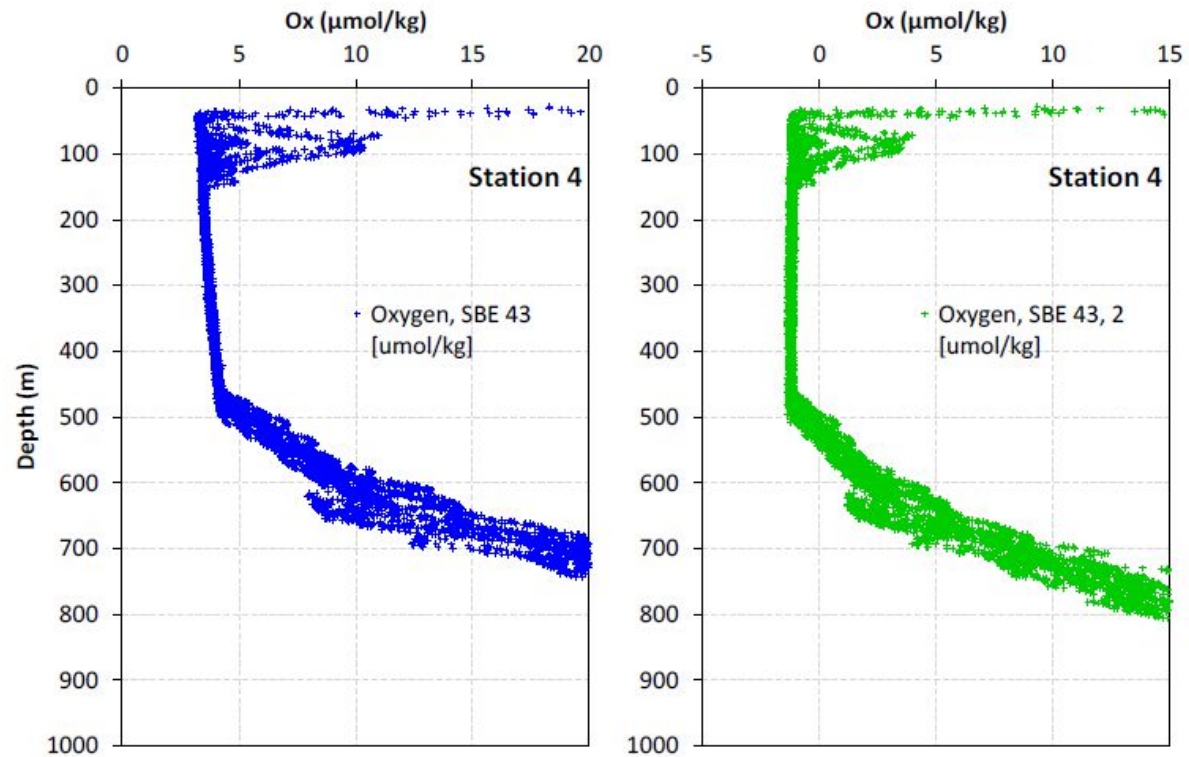 Ox (µmol/kg)
0 5 10 15 20
0
100
200
300
400
500
600
700
800
900
1000
Depth (m)
Station 4
Oxygen, SBE 43
[umol/kg]
Ox (µmol/kg)
-5 0 5 10 15
0
100
200
300
400
500
600
700
800
900
1000
Station 4
Oxygen, SBE 43, 2
[umol/kg]